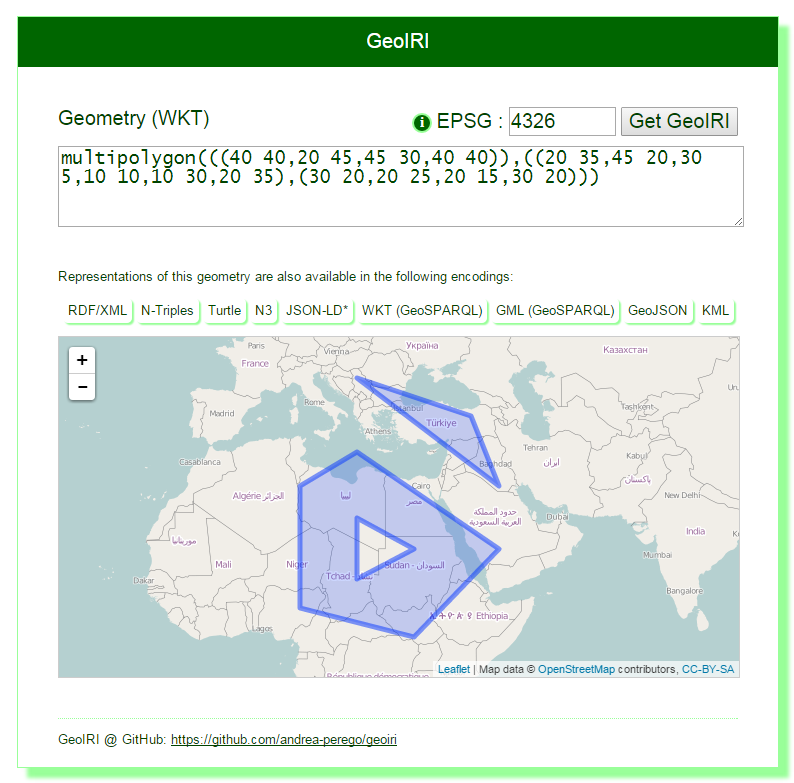 GeoIRI
Geometry (WKT)
i EPSG : 4326 Get GeoIRI
multipolygon(((40 40,20 45,45 30,40 40)),((20 35,45 20,30
5,10 10,10 30,20 35),(30 20,20 25,20 15,30 20)))
Representations of this geometry are also available in the following encodings:
RDF/XML N-Triples Turtle N3 JSON-LD* WKT (GeoSPARQL) GML (GeoSPARQL) GeoJSON KML
+
−
Paris
Vienna
Україна
Казахстан
France
Rome
Madrid
Istanbul
Türkiye
Athens
Tashkent
Casablanca
Tehran
Baghdad
ایران
Kabul
پاکستان
Algérie الجزائر
ليبيا
Cairo
مصر
New Delhi
المملكة
العربية السعودية
Dubai
India
موريتانيا
Mali
Niger
Tchad -
Sudan - السودان
Mumbai
Dakar
Bangalore
Lagos
ኢትዮጵያ Ethiopia
Leaflet | Map data © OpenStreetMap contributors, CC-BY-SA
GeoIRI @ GitHub: https://github.com/andrea-perego/geoiri